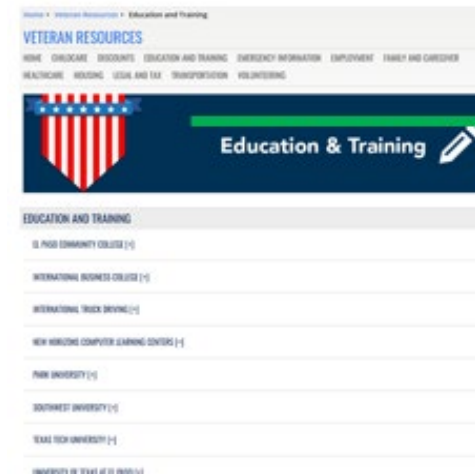 Home › Veteran Resources › Education and Training
VETERAN RESOURCES
HOME CHILDCARE DISCOUNTS EDUCATION AND TRAINING EMERGENCY INFORMATION EMPLOYMENT FAMILY AND CAREGIVER
HEALTHCARE HOUSING LEGAL AND TAX TRANSPORTATION VOLUNTEERING
Education & Training
EDUCATION AND TRAINING
EL PASO COMMUNITY COLLEGE [+]
INTERNATIONAL BUSINESS COLLEGE [+]
INTERNATIONAL TRUCK DRIVING [+]
NEW HORIZONS COMPUTER LEARNING CENTERS [+]
PARK UNIVERSITY [+]
SOUTHWEST UNIVERSITY [+]
TEXAS TECH UNIVERSITY [+]
UNIVERSITY OF TEXAS AT EL PASO [+]